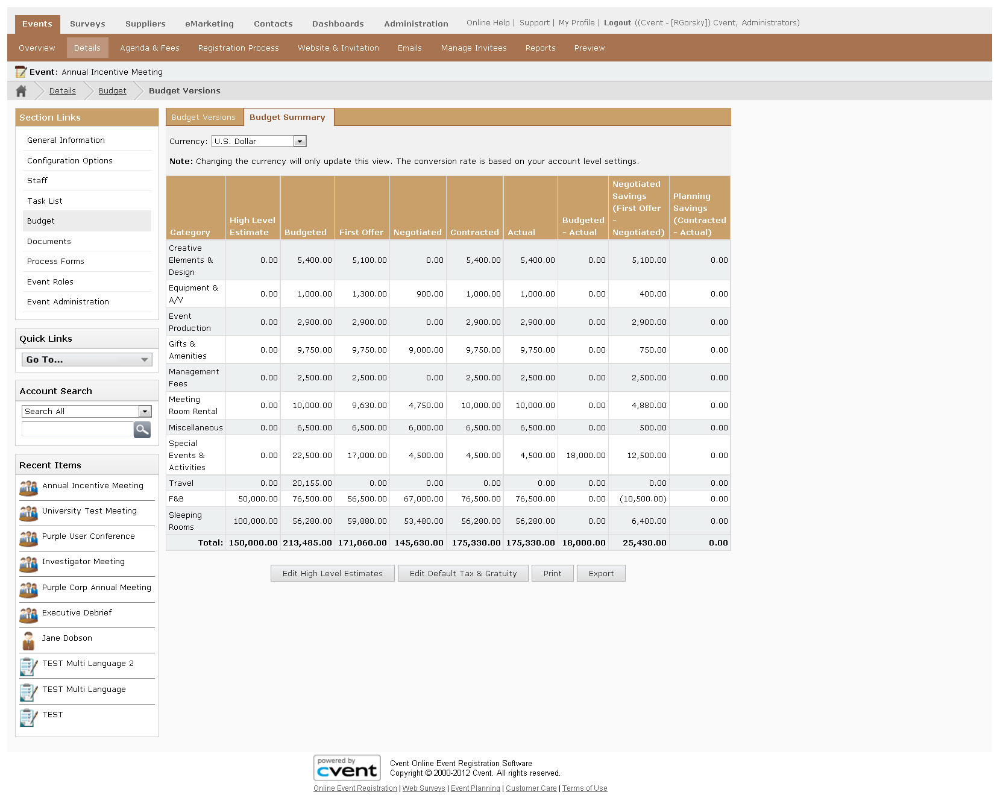 Events Surveys Suppliers eMarketing Contacts Dashboards Administration Online Help | Support | My Profile | Logout ((Cvent - [RGorsky]) Cvent, Administrators)
Overview Details Agenda & Fees Registration Process Website & Invitation Emails Manage Invitees Reports Preview
Event: Annual Incentive Meeting
Details Budget Budget Versions
Section Links
General Information
Configuration Options
Staff
Task List
Budget
Documents
Process Forms
Event Roles
Event Administration
Quick Links
Go To...
Account Search
Search All
Recent Items
Annual Incentive Meeting
University Test Meeting
Purple User Conference
Investigator Meeting
Purple Corp Annual Meeting
Executive Debrief
Jane Dobson
TEST Multi Language 2
TEST Multi Language
TEST
Budget Versions Budget Summary
Currency: U.S. Dollar
Note: Changing the currency will only update this view. The conversion rate is based on your account level settings.
Category
High Level
Estimate
Budgeted
First Offer
Negotiated
Contracted
Actual
Budgeted
- Actual
Negotiated
Savings
(First Offer
-
Negotiated)
Planning
Savings
(Contracted
- Actual)
Creative
Elements &
Design
0.00 5,400.00 5,100.00 0.00 5,400.00 5,400.00 0.00 5,100.00 0.00
Equipment &
A/V
0.00 1,000.00 1,300.00 900.00 1,000.00 1,000.00 0.00 400.00 0.00
Event
Production
0.00 2,900.00 2,900.00 0.00 2,900.00 2,900.00 0.00 2,900.00 0.00
Gifts &
Amenities
0.00 9,750.00 9,750.00 9,000.00 9,750.00 9,750.00 0.00 750.00 0.00
Management
Fees
0.00 2,500.00 2,500.00 0.00 2,500.00 2,500.00 0.00 2,500.00 0.00
Meeting
Room Rental
0.00 10,000.00 9,630.00 4,750.00 10,000.00 10,000.00 0.00 4,880.00 0.00
Miscellaneous 0.00 6,500.00 6,500.00 6,000.00 6,500.00 6,500.00 0.00 500.00 0.00
Special
Events &
Activities
0.00 22,500.00 17,000.00 4,500.00 4,500.00 4,500.00 18,000.00 12,500.00 0.00
Travel 0.00 20,155.00 0.00 0.00 0.00 0.00 0.00 0.00 0.00
F&B 50,000.00 76,500.00 56,500.00 67,000.00 76,500.00 76,500.00 0.00 (10,500.00) 0.00
Sleeping
Rooms
100,000.00 56,280.00 59,880.00 53,480.00 56,280.00 56,280.00 0.00 6,400.00 0.00
Total: 150,000.00 213,485.00 171,060.00 145,630.00 175,330.00 175,330.00 18,000.00 25,430.00 0.00
Edit High Level Estimates Edit Default Tax & Gratuity Print Export
powered by
cvent
Cvent Online Event Registration Software
Copyright © 2000-2012 Cvent. All rights reserved.
Online Event Registration | Web Surveys | Event Planning | Customer Care | Terms of Use